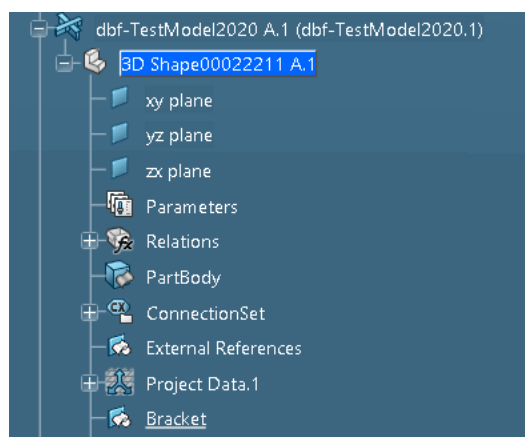 dbf-TestModel2020 A.1 (dbf-TestModel2020.1)
3D Shape00022211 A.1
xy plane
yz plane
zx plane
Parameters
Relations
PartBody
ConnectionSet
External References
Project Data.1
Bracket